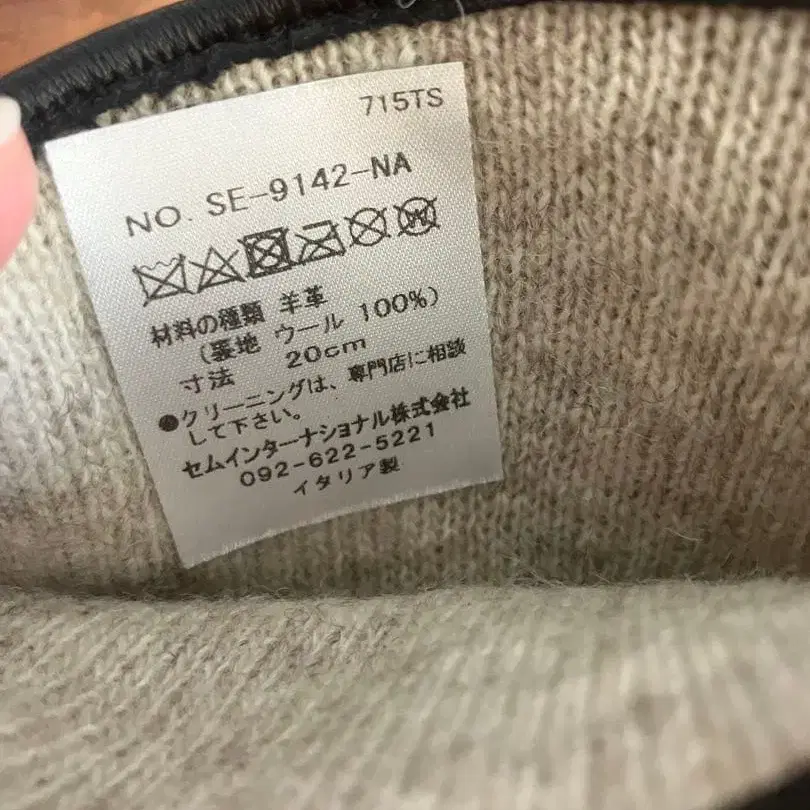 715TS
NO. SE-9142-NA
材料の種類 羊革
(裏地 ウール 100%)
寸法 20cm
●クリーニングは、専門店に相談
して下さい。
セムインターナショナル株式会社
092-622-5221
イタリア製